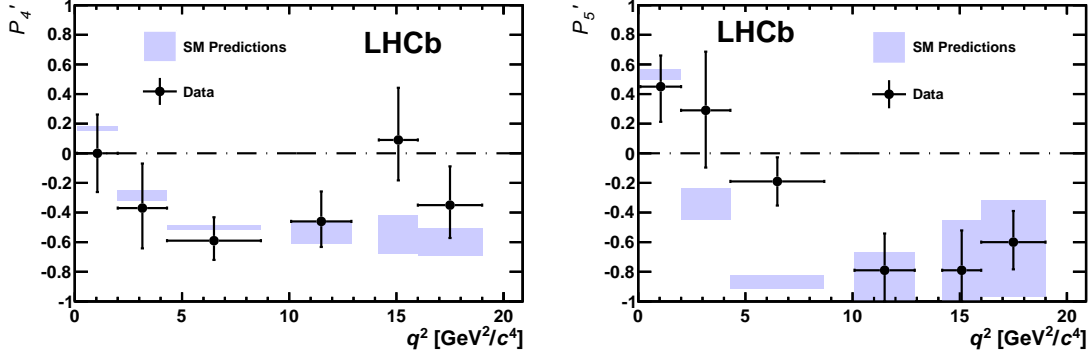 P4′
1
0.8
0.6
0.4
0.2
0
-0.2
-0.4
-0.6
-0.8
-1
LHCb
SM Predictions
Data
0 5 10 15 20
q² [GeV²/c⁴]
P5′
1
0.8
0.6
0.4
0.2
0
-0.2
-0.4
-0.6
-0.8
-1
LHCb
SM Predictions
Data
0 5 10 15 20
q² [GeV²/c⁴]